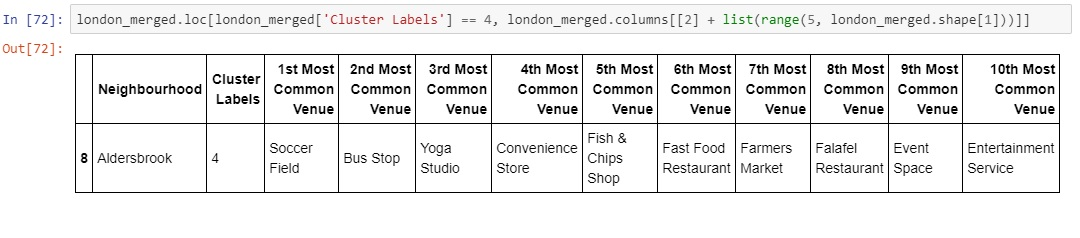 In [72]: london_merged.loc[london_merged['Cluster Labels'] == 4, london_merged.columns[[2] + list(range(5, london_merged.shape[1]))]]
Out[72]:
Neighbourhood Cluster Labels 1st Most Common Venue 2nd Most Common Venue 3rd Most Common Venue 4th Most Common Venue 5th Most Common Venue 6th Most Common Venue 7th Most Common Venue 8th Most Common Venue 9th Most Common Venue 10th Most Common Venue
8 Aldersbrook 4 Soccer Field Bus Stop Yoga Studio Convenience Store Fish & Chips Shop Fast Food Restaurant Farmers Market Falafel Restaurant Event Space Entertainment Service